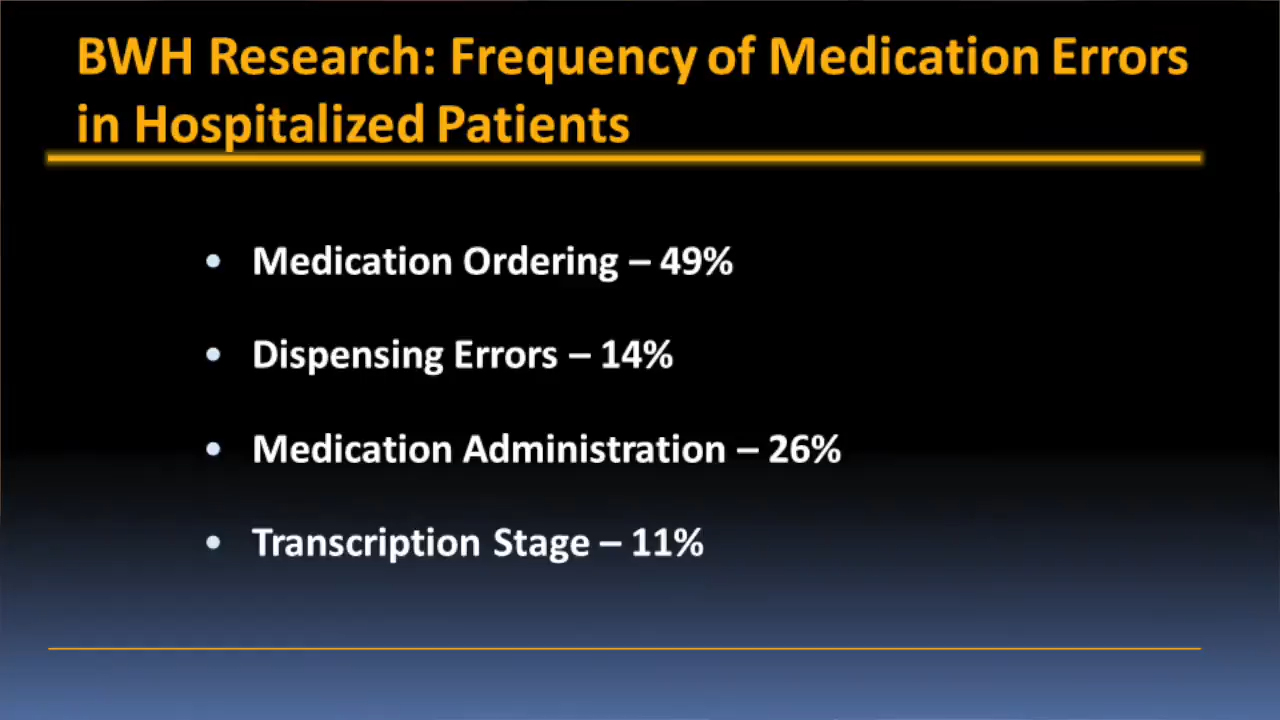 BWH Research: Frequency of Medication Errors
in Hospitalized Patients
• Medication Ordering – 49%
• Dispensing Errors – 14%
• Medication Administration – 26%
• Transcription Stage – 11%